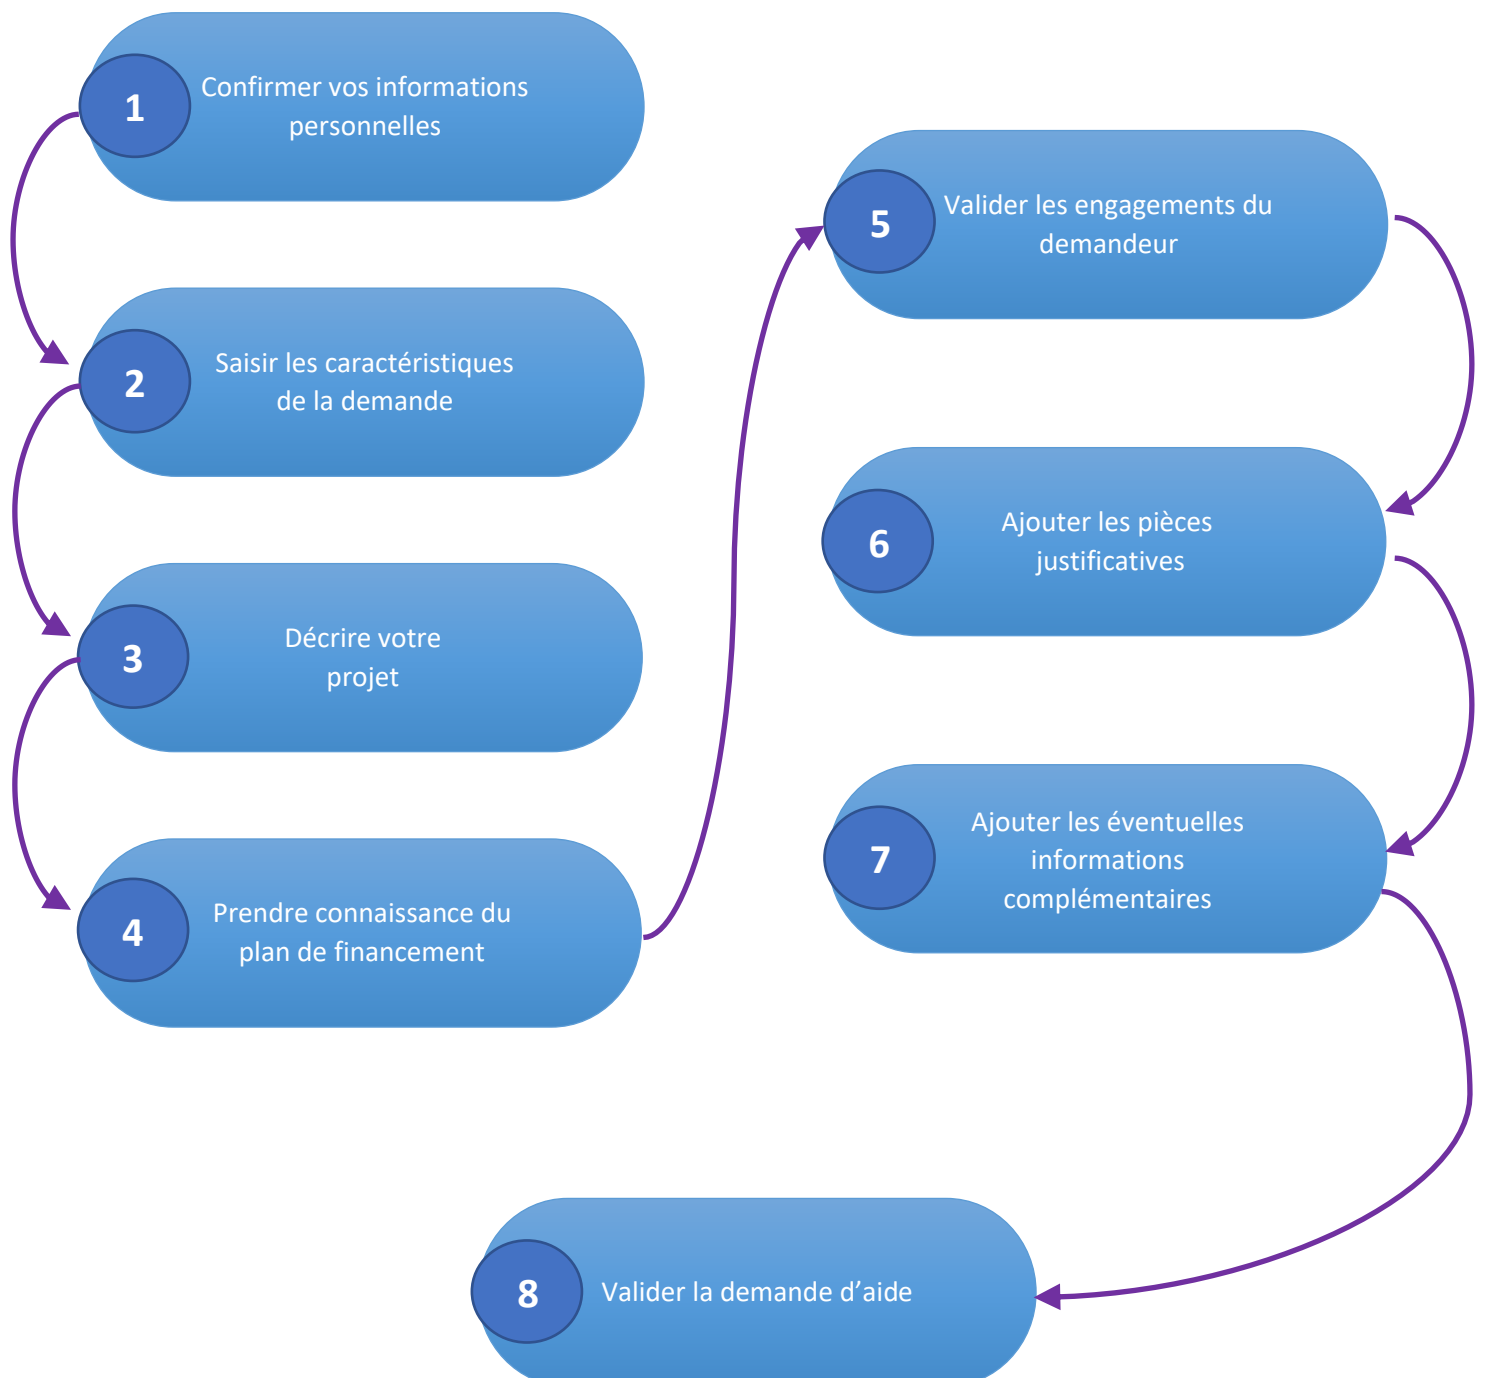 1
Confirmer vos informations
personnelles
2
Saisir les caractéristiques
de la demande
3
Décrire votre
projet
4
Prendre connaissance du
plan de financement
5
Valider les engagements du
demandeur
6
Ajouter les pièces
justificatives
7
Ajouter les éventuelles
informations
complémentaires
8
Valider la demande d’aide